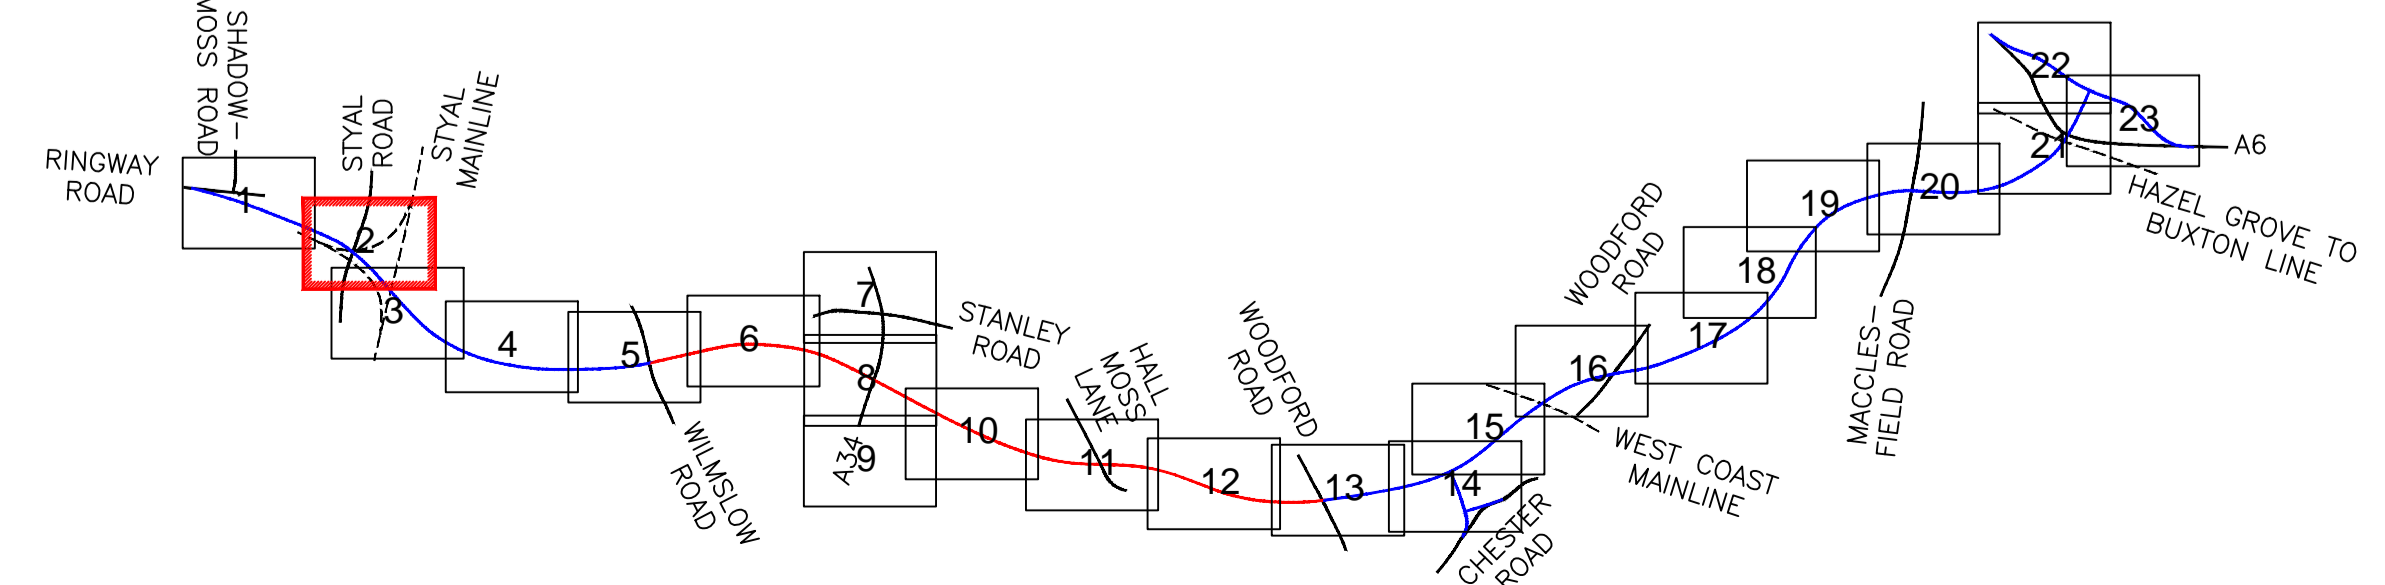 SHADOW-
MOSS ROAD
RINGWAY
ROAD
1
STYAL
ROAD
STYAL
MAINLINE
2
3
4
5
WILMSLOW
ROAD
6
7
STANLEY
ROAD
8
A34
9
10
HALL
MOSS
LANE
11
12
WOODFORD
ROAD
13
14
CHESTER
ROAD
15
WEST COAST
MAINLINE
16
WOODFORD
ROAD
17
18
19
MACCLES-
FIELD ROAD
20
21
22
23
A6
HAZEL GROVE TO
BUXTON LINE